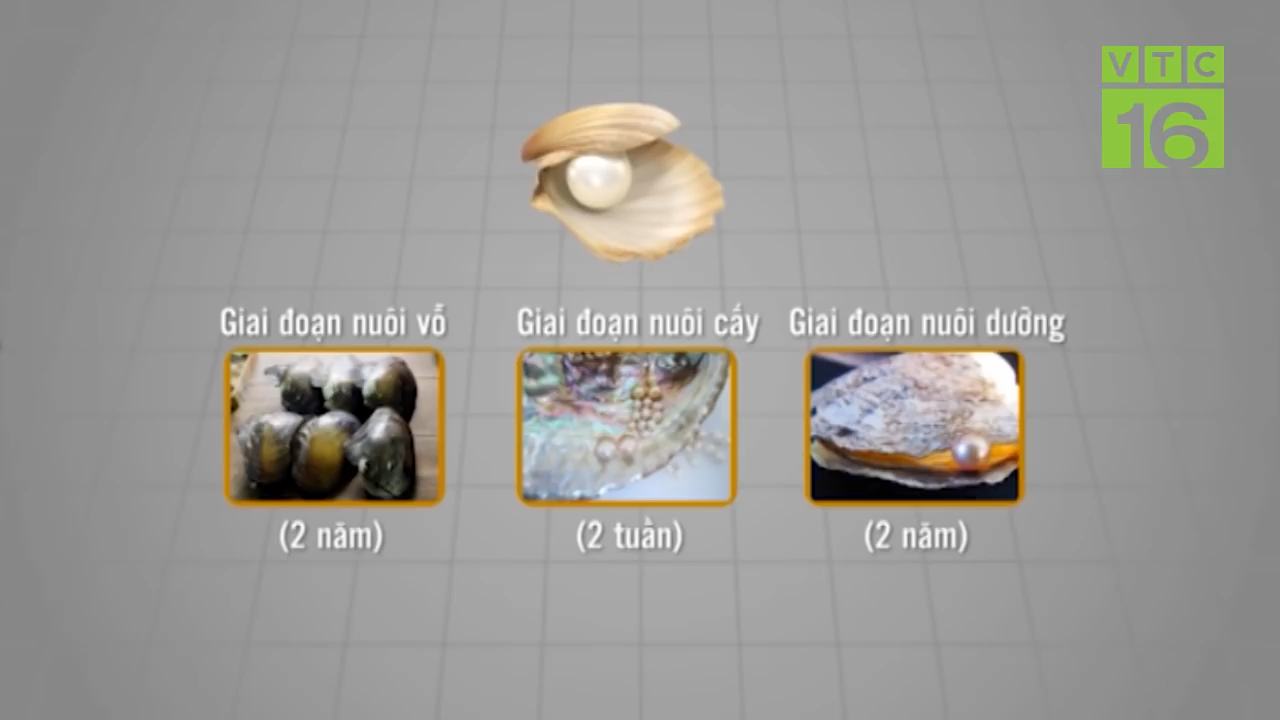 VTC
16
Giai đoạn nuôi vỗ
Giai đoạn nuôi cấy
Giai đoạn nuôi dưỡng
(2 năm)
(2 tuần)
(2 năm)